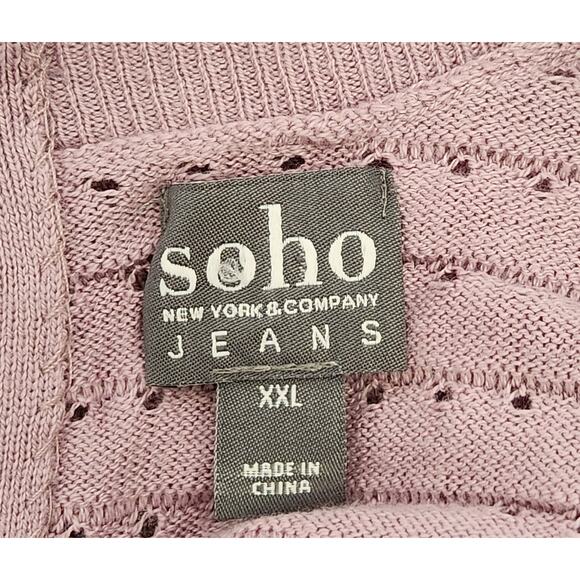 soho
NEW YORK & COMPANY
JEANS
XXL
MADE IN
CHINA